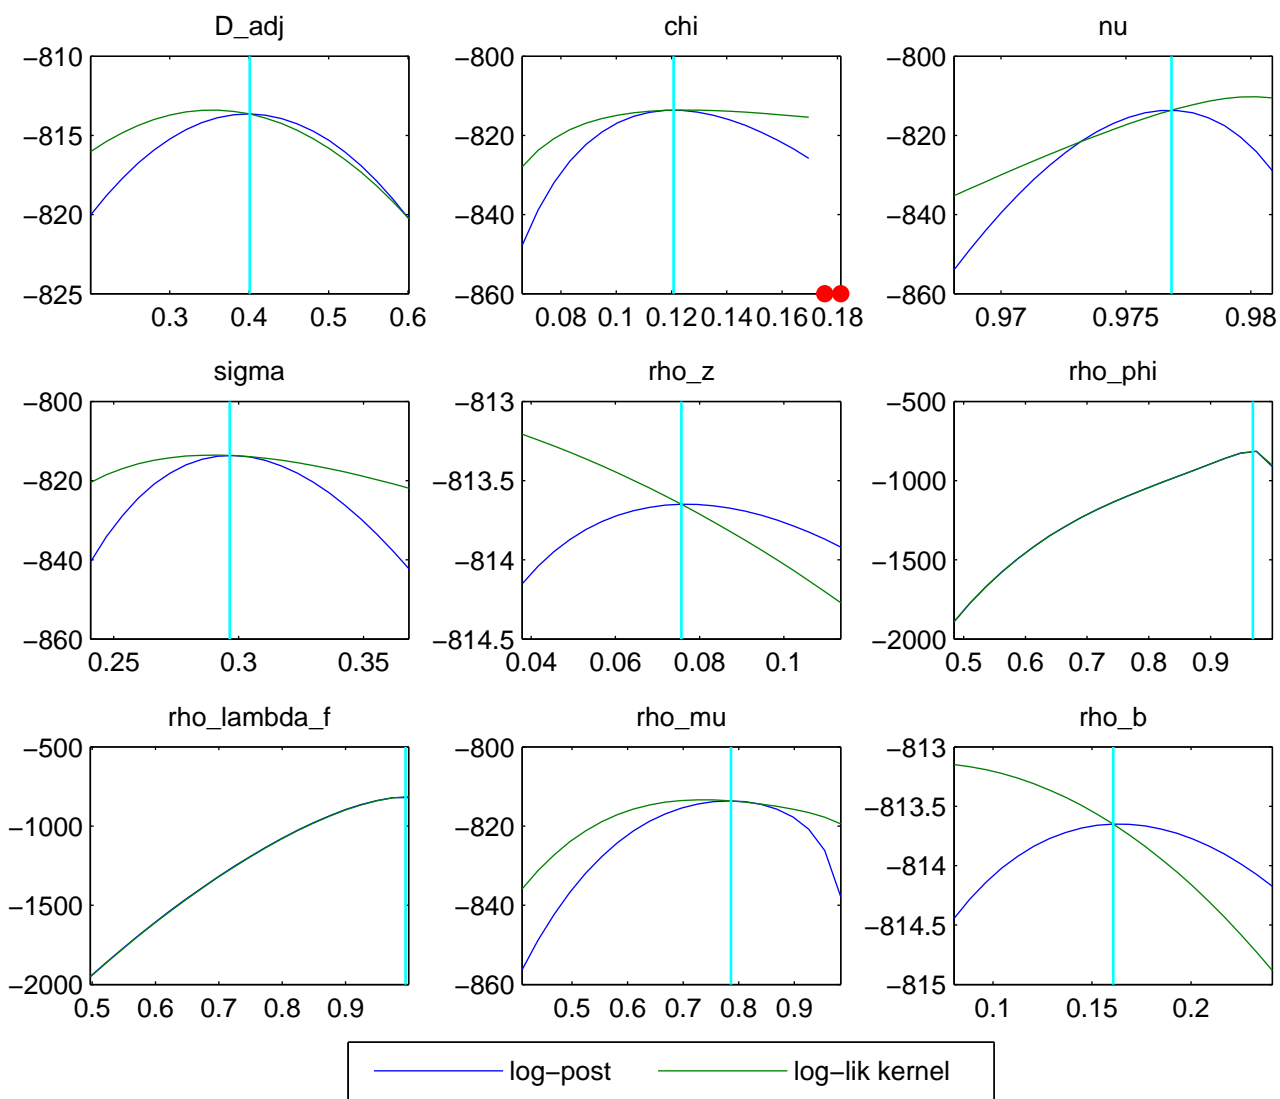 D_adj chi nu
−810 −800 −800
−815 −820 −820
−820 −840 −840
−825 −860 −860
0.3 0.4 0.5 0.6 0.08 0.1 0.12 0.14 0.16 0.18 0.97 0.975 0.98
sigma rho_z rho_phi
−800 −813 −500
−820 −813.5 −1000
−840 −814 −1500
−860 −814.5 −2000
0.25 0.3 0.35 0.04 0.06 0.08 0.1 0.5 0.6 0.7 0.8 0.9
rho_lambda_f rho_mu rho_b
−500 −800 −813
−1000 −820 −813.5
−814
−1500 −840 −814.5
−2000 −860 −815
0.5 0.6 0.7 0.8 0.9 0.5 0.6 0.7 0.8 0.9 0.1 0.15 0.2
log−post log−lik kernel